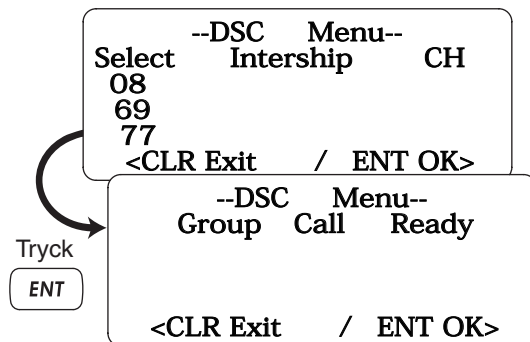 --DSC Menu--
Select Intership CH
08
69
77
<CLR Exit / ENT OK>
--DSC Menu--
Group Call Ready
Tryck
ENT
<CLR Exit / ENT OK>